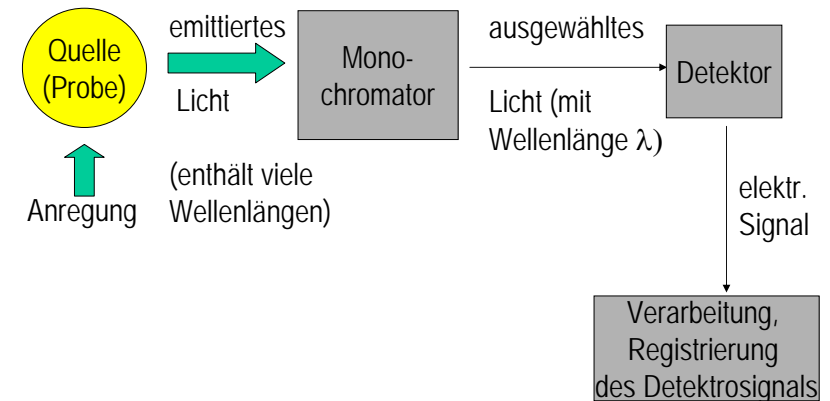 Quelle
(Probe)
Anregung
emittiertes
Licht
(enthält viele
Wellenlängen)
Mono-
chromator
ausgewähltes
Licht (mit
Wellenlänge λ)
Detektor
elektr.
Signal
Verarbeitung,
Registrierung
des Detektrosignals